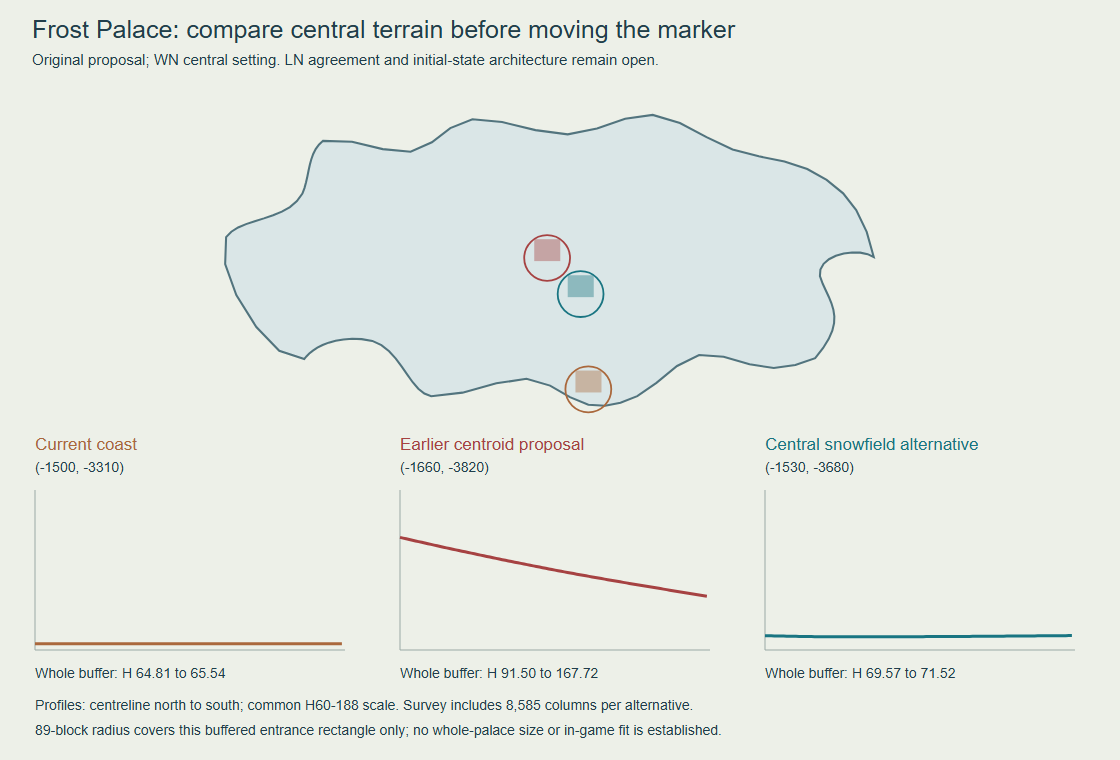 Frost Palace: compare central terrain before moving the marker
Original proposal; WN central setting. LN agreement and initial-state architecture remain open.
Current coast
(-1500, -3310)
Earlier centroid proposal
(-1660, -3820)
Central snowfield alternative
(-1530, -3680)
Whole buffer: H 64.81 to 65.54
Whole buffer: H 91.50 to 167.72
Whole buffer: H 69.57 to 71.52
Profiles: centreline north to south; common H60-188 scale. Survey includes 8,585 columns per alternative.
89-block radius covers this buffered entrance rectangle only; no whole-palace size or in-game fit is established.